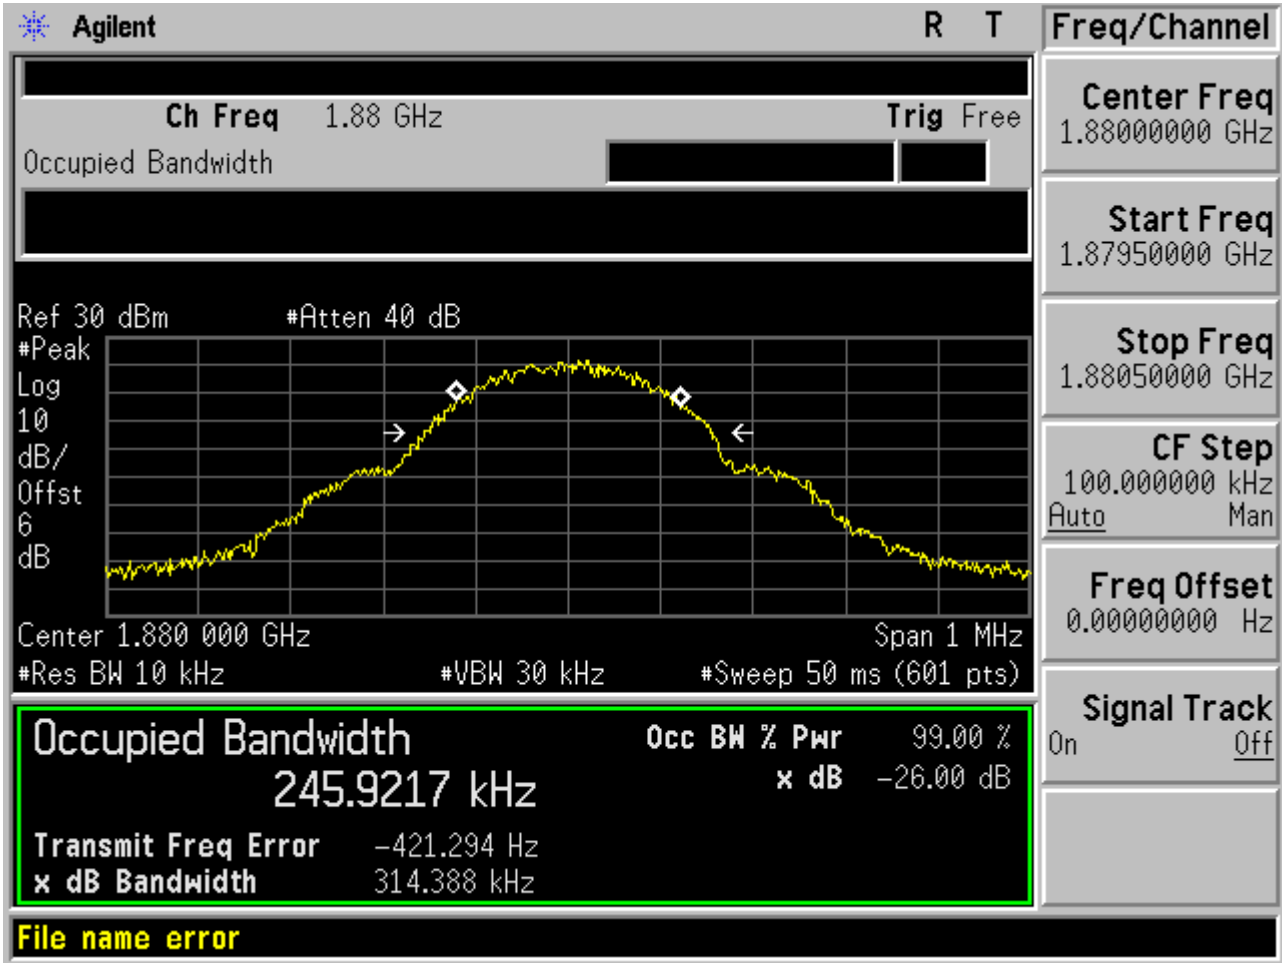 Agilent R T Freq/Channel
Ch Freq 1.88 GHz Trig Free
Occupied Bandwidth
Center Freq
1.88000000 GHz
Start Freq
1.87950000 GHz
Stop Freq
1.88050000 GHz
CF Step
100.000000 kHz
Auto Man
Freq Offset
0.00000000 Hz
Signal Track
On Off
Ref 30 dBm #Atten 40 dB
#Peak
Log
10
dB/
Offst
6
dB
Center 1.880 000 GHz Span 1 MHz
#Res BW 10 kHz #VBW 30 kHz #Sweep 50 ms (601 pts)
Occupied Bandwidth Occ BW % Pwr 99.00 %
245.9217 kHz x dB -26.00 dB
Transmit Freq Error -421.294 Hz
x dB Bandwidth 314.388 kHz
File name error